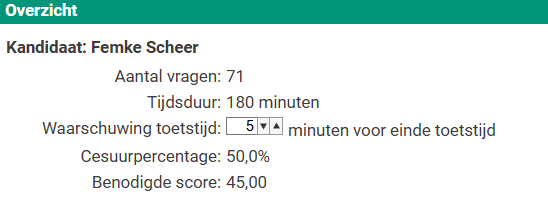 Overzicht
Kandidaat: Femke Scheer
Aantal vragen: 71
Tijdsduur: 180 minuten
Waarschuwing toetstijd: 5 minuten voor einde toetstijd
Cesuurpercentage: 50,0%
Benodigde score: 45,00